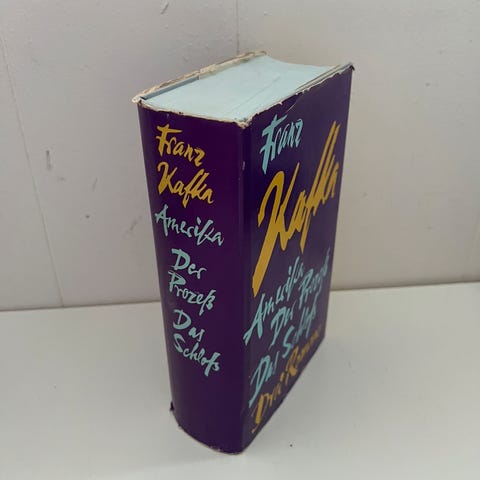 Franz
Kafka
Amerika
Der
Prozeß
Das
Schloß
Franz
Kafka
Amerika
Der Prozeß
Das Schloß
Drei Romane